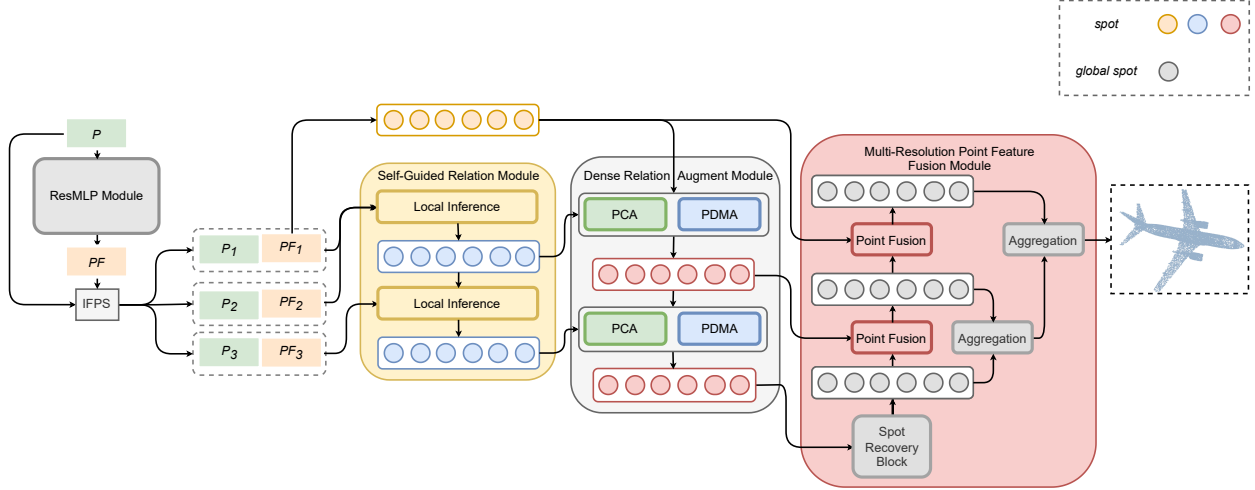 spot
global spot
P
ResMLP Module
PF
IFPS
P1
PF1
P2
PF2
P3
PF3
Self-Guided Relation Module
Local Inference
Local Inference
Dense Relation Augment Module
PCA
PDMA
PCA
PDMA
Multi-Resolution Point Feature
Fusion Module
Point Fusion
Aggregation
Point Fusion
Aggregation
Spot
Recovery
Block